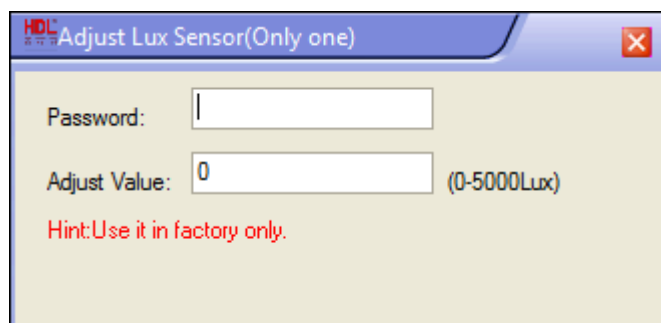 HDL Adjust Lux Sensor(Only one)
Password:
Adjust Value: 0 (0-5000Lux)
Hint:Use it in factory only.